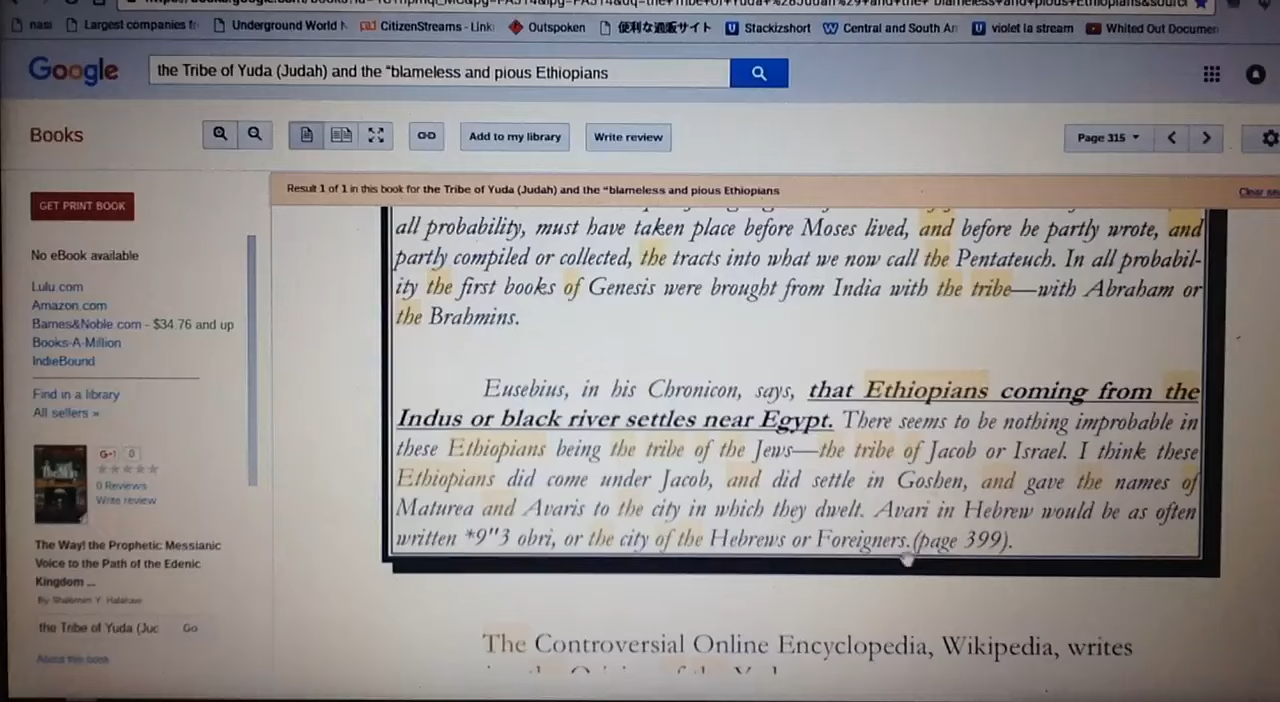 nasi
Largest companies fr
Underground World N
CitizenStreams - Link
Outspoken
便利な通販サイト
Stackizshort
Central and South An
violet la stream
Whited Out Documen
Google
the Tribe of Yuda (Judah) and the "blameless and pious Ethiopians
Books
Add to my library
Write review
Page 315
Result 1 of 1 in this book for the Tribe of Yuda (Judah) and the "blameless and pious Ethiopians
Clear se
GET PRINT BOOK
No eBook available
Lulu.com
Amazon.com
Barnes&Noble.com - $34.76 and up
Books-A-Million
IndieBound
Find in a library
All sellers »
G+1 0
0 Reviews
Write review
The Way! the Prophetic Messianic
Voice to the Path of the Edenic
Kingdom ...
the Tribe of Yuda (Juc Go
About this book
all probability, must have taken place before Moses lived, and before he partly wrote, and
partly compiled or collected, the tracts into what we now call the Pentateuch. In all probabil-
ity the first books of Genesis were brought from India with the tribe—with Abraham or
the Brahmins.
Eusebius, in his Chronicon, says, that Ethiopians coming from the
Indus or black river settles near Egypt. There seems to be nothing improbable in
these Ethiopians being the tribe of the Jews—the tribe of Jacob or Israel. I think these
Ethiopians did come under Jacob, and did settle in Goshen, and gave the names of
Maturea and Avaris to the city in which they dwelt. Avari in Hebrew would be as often
written *9"3 obri, or the city of the Hebrews or Foreigners.(page 399).
The Controversial Online Encyclopedia, Wikipedia, writes